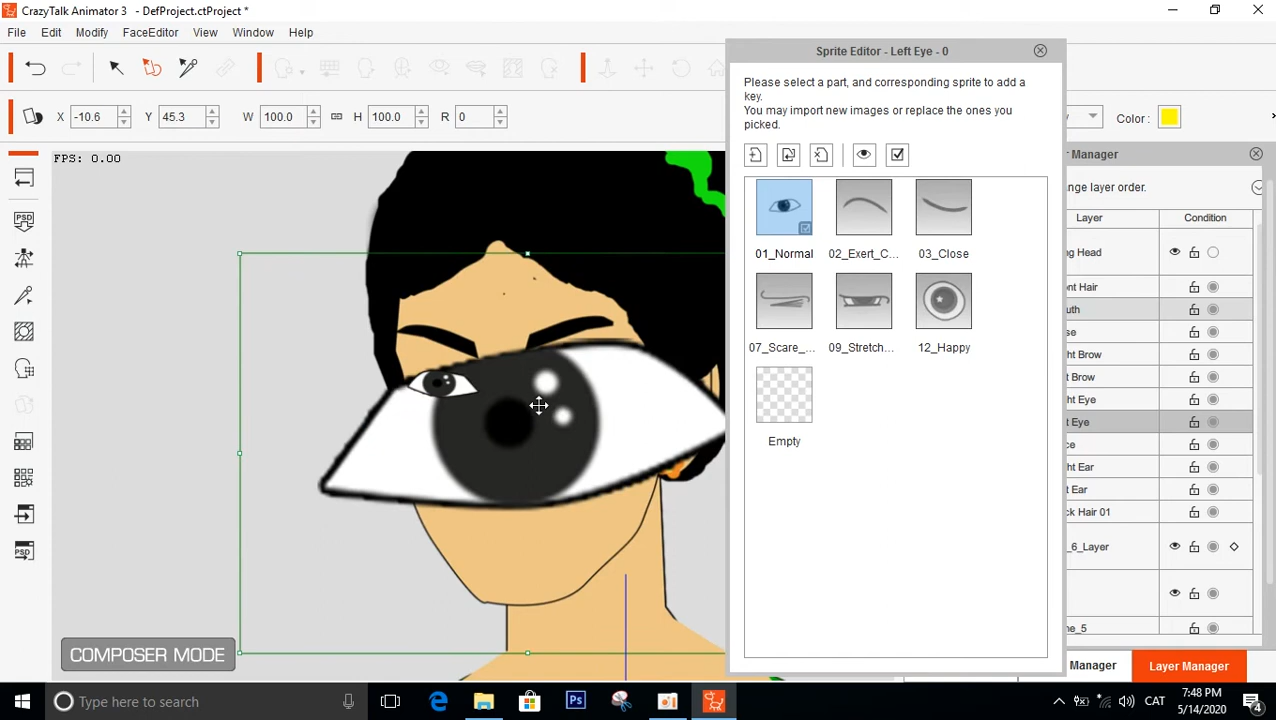 CrazyTalk Animator 3 - DefProject.ctProject *
File Edit Modify FaceEditor View Window Help
X -10.6 Y 45.3 W 100.0 H 100.0 R 0 Color :
FPS: 0.00
Sprite Editor - Left Eye - 0
Please select a part, and corresponding sprite to add a
key.
You may import new images or replace the ones you
picked.
01_Normal 02_Exert_C... 03_Close
07_Scare_... 09_Stretch... 12_Happy
Empty
Manager
nge layer order.
Layer Condition
g Head
nt Hair
uth
se
ht Brow
t Brow
ht Eye
t Eye
ce
ht Ear
t Ear
ck Hair 01
_6_Layer
ne_5
Manager Layer Manager
COMPOSER MODE
Type here to search
PSD
PSD
Ps
CAT
7:48 PM
5/14/2020
4